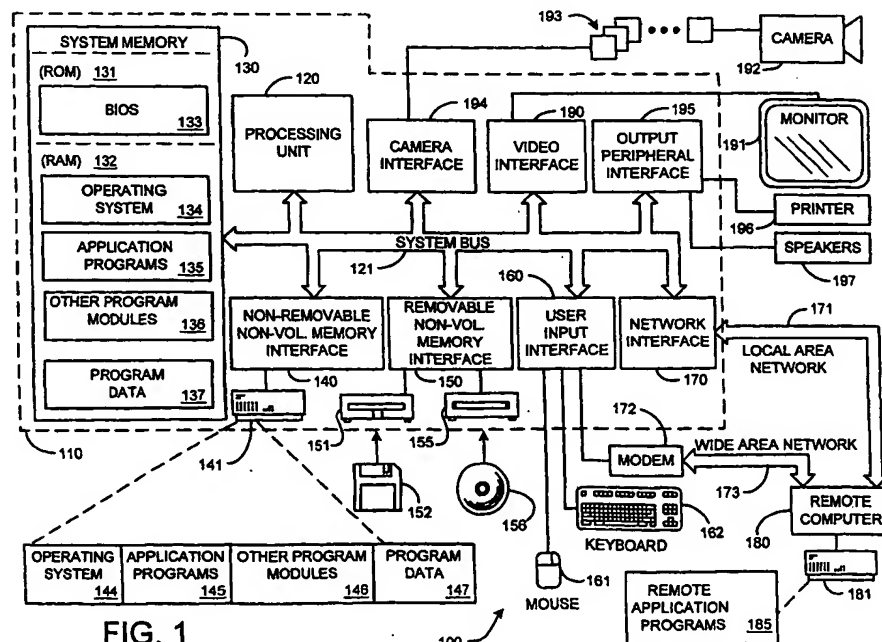 SYSTEM MEMORY
130
(ROM) 131
BIOS
133
(RAM) 132
OPERATING
SYSTEM
134
APPLICATION
PROGRAMS
135
OTHER PROGRAM
MODULES
136
PROGRAM
DATA
137
120
PROCESSING
UNIT
194
CAMERA
INTERFACE
190
VIDEO
INTERFACE
195
OUTPUT
PERIPHERAL
INTERFACE
193
CAMERA
192
MONITOR
191
PRINTER
196
SPEAKERS
197
SYSTEM BUS
121
NON-REMOVABLE
NON-VOL. MEMORY
INTERFACE
140
REMOVABLE
NON-VOL.
MEMORY
INTERFACE
150
160
USER
INPUT
INTERFACE
NETWORK
INTERFACE
170
171
LOCAL AREA
NETWORK
110
141
151
155
152
156
172
MODEM
WIDE AREA NETWORK
173
162
KEYBOARD
161
MOUSE
REMOTE
COMPUTER
180
181
OPERATING
SYSTEM
144
APPLICATION
PROGRAMS
145
OTHER PROGRAM
MODULES
146
PROGRAM
DATA
147
REMOTE
APPLICATION
PROGRAMS
185
FIG. 1
100